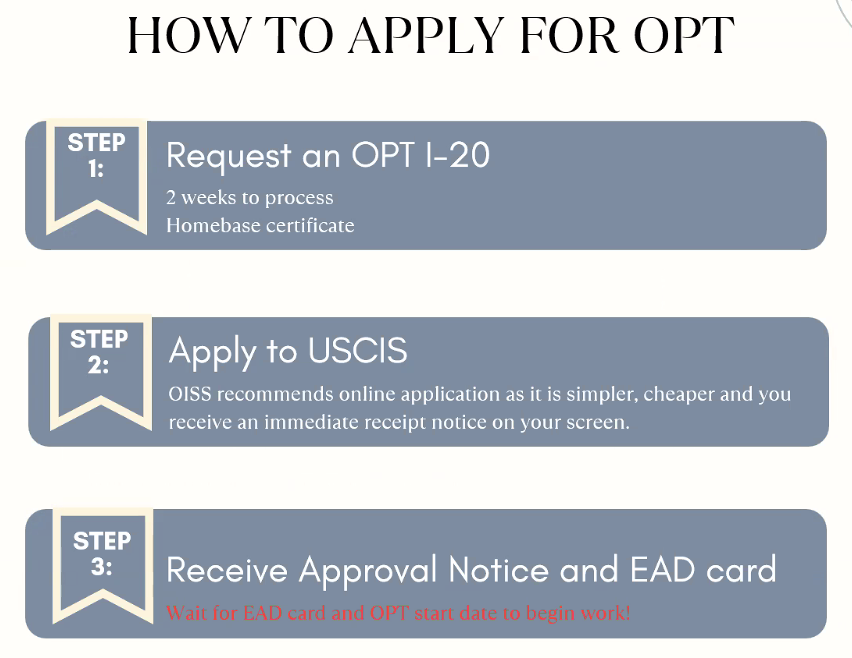 HOW TO APPLY FOR OPT
STEP
1:
Request an OPT I-20
2 weeks to process
Homebase certificate
STEP
2:
Apply to USCIS
OISS recommends online application as it is simpler, cheaper and you
receive an immediate receipt notice on your screen.
STEP
3:
Receive Approval Notice and EAD card
Wait for EAD card and OPT start date to begin work!